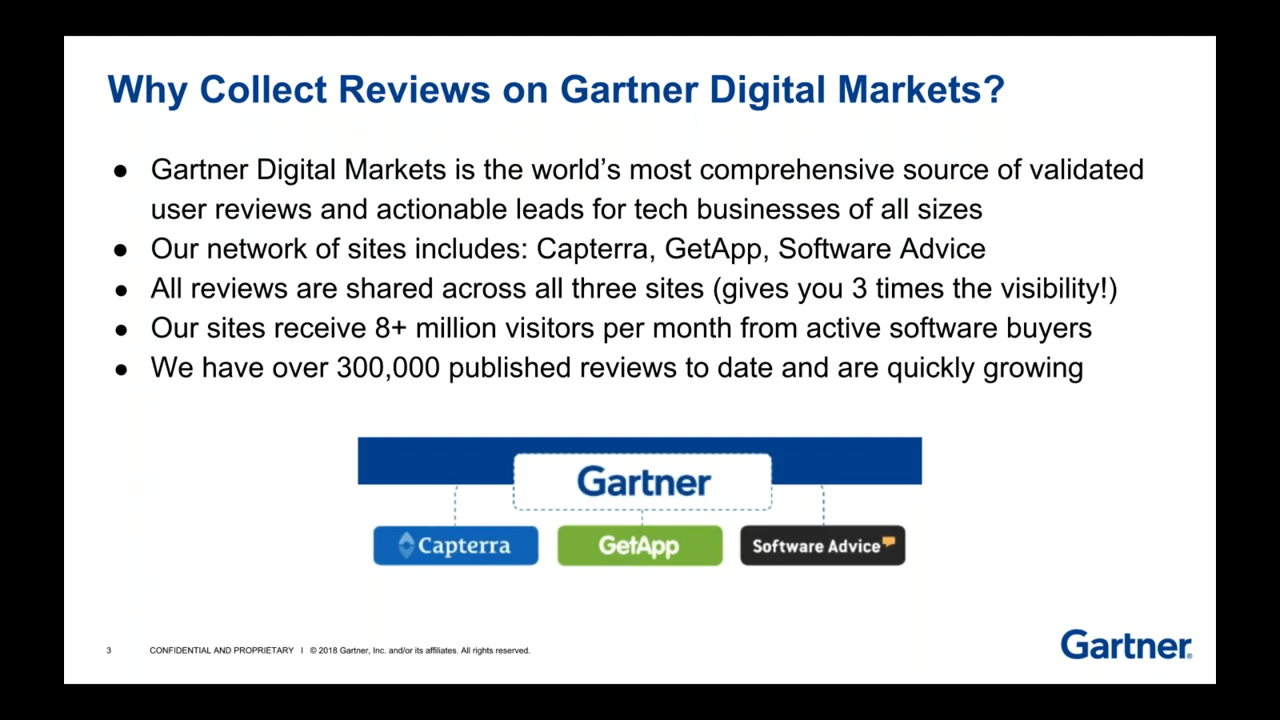 Why Collect Reviews on Gartner Digital Markets?
● Gartner Digital Markets is the world’s most comprehensive source of validated
user reviews and actionable leads for tech businesses of all sizes
● Our network of sites includes: Capterra, GetApp, Software Advice
● All reviews are shared across all three sites (gives you 3 times the visibility!)
● Our sites receive 8+ million visitors per month from active software buyers
● We have over 300,000 published reviews to date and are quickly growing
Gartner
Capterra
GetApp
Software Advice
3 CONFIDENTIAL AND PROPRIETARY I © 2018 Gartner, Inc. and/or its affiliates. All rights reserved.
Gartner®